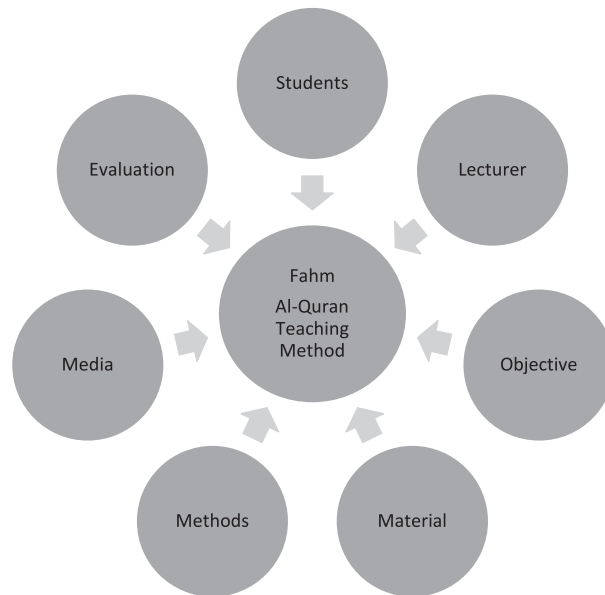 Students
Evaluation
Lecturer
Fahm
Al-Quran
Teaching
Method
Media
Objective
Methods
Material